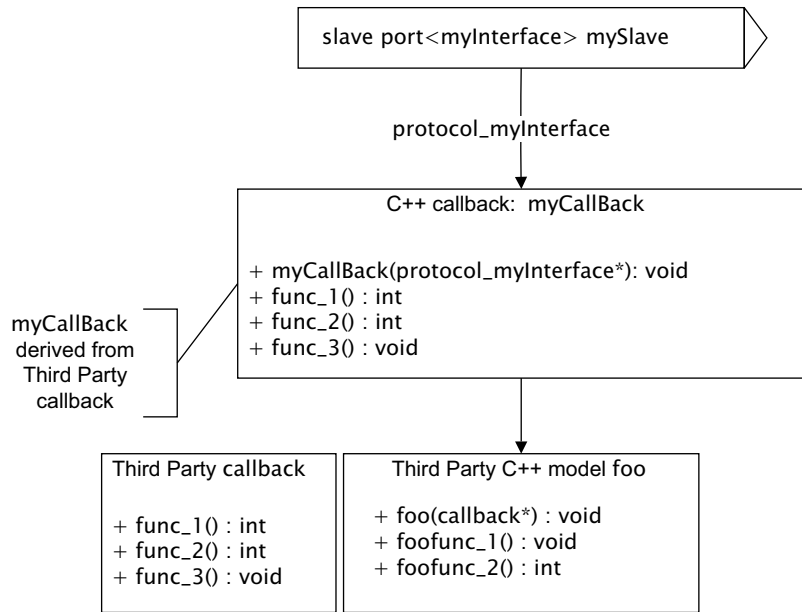 slave port<myInterface> mySlave
protocol_myInterface
C++ callback: myCallBack
+ myCallBack(protocol_myInterface*): void
+ func_1() : int
+ func_2() : int
+ func_3() : void
myCallBack
derived from
Third Party
callback
Third Party callback
+ func_1() : int
+ func_2() : int
+ func_3() : void
Third Party C++ model foo
+ foo(callback*) : void
+ foofunc_1() : void
+ foofunc_2() : int